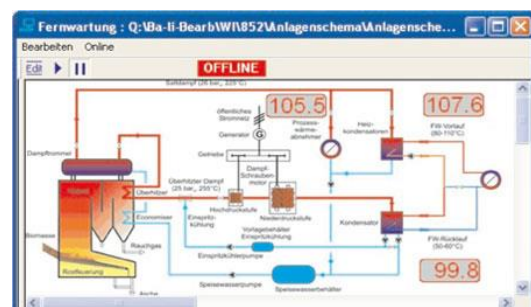 Fernwartung : Q:\Ba-li-Bearb\WI\852\Anlagenschema\Anlagensche...
Bearbeiten Online
Edit OFFLINE
Sattdampf (26 bar, 225°C)
öffentliches
Stromnetz
105.5
107.6
Generator
G
Prozess-
wärme-
abnehmer
Heiz-
kondensatoren
FW-Vorlauf
(80-110°C)
Dampftrommel
Getriebe
Überhitzer
Überhitzter Dampf
(25 bar, 255°C)
Dampf-
Schrauben-
motor
Economiser
Einspritz-
kühlung
Hochdruckstufe
Niederdruckstufe
Kondensator
Biomasse
Rauchgas
Vorlagebehälter
Einspritzkühlung
FW-Rücklauf
(50-60°C)
Einspritzkühlerpumpe
99.8
Rostfeuerung
Speisewasserpumpe
Speisewasserbehälter
Asche